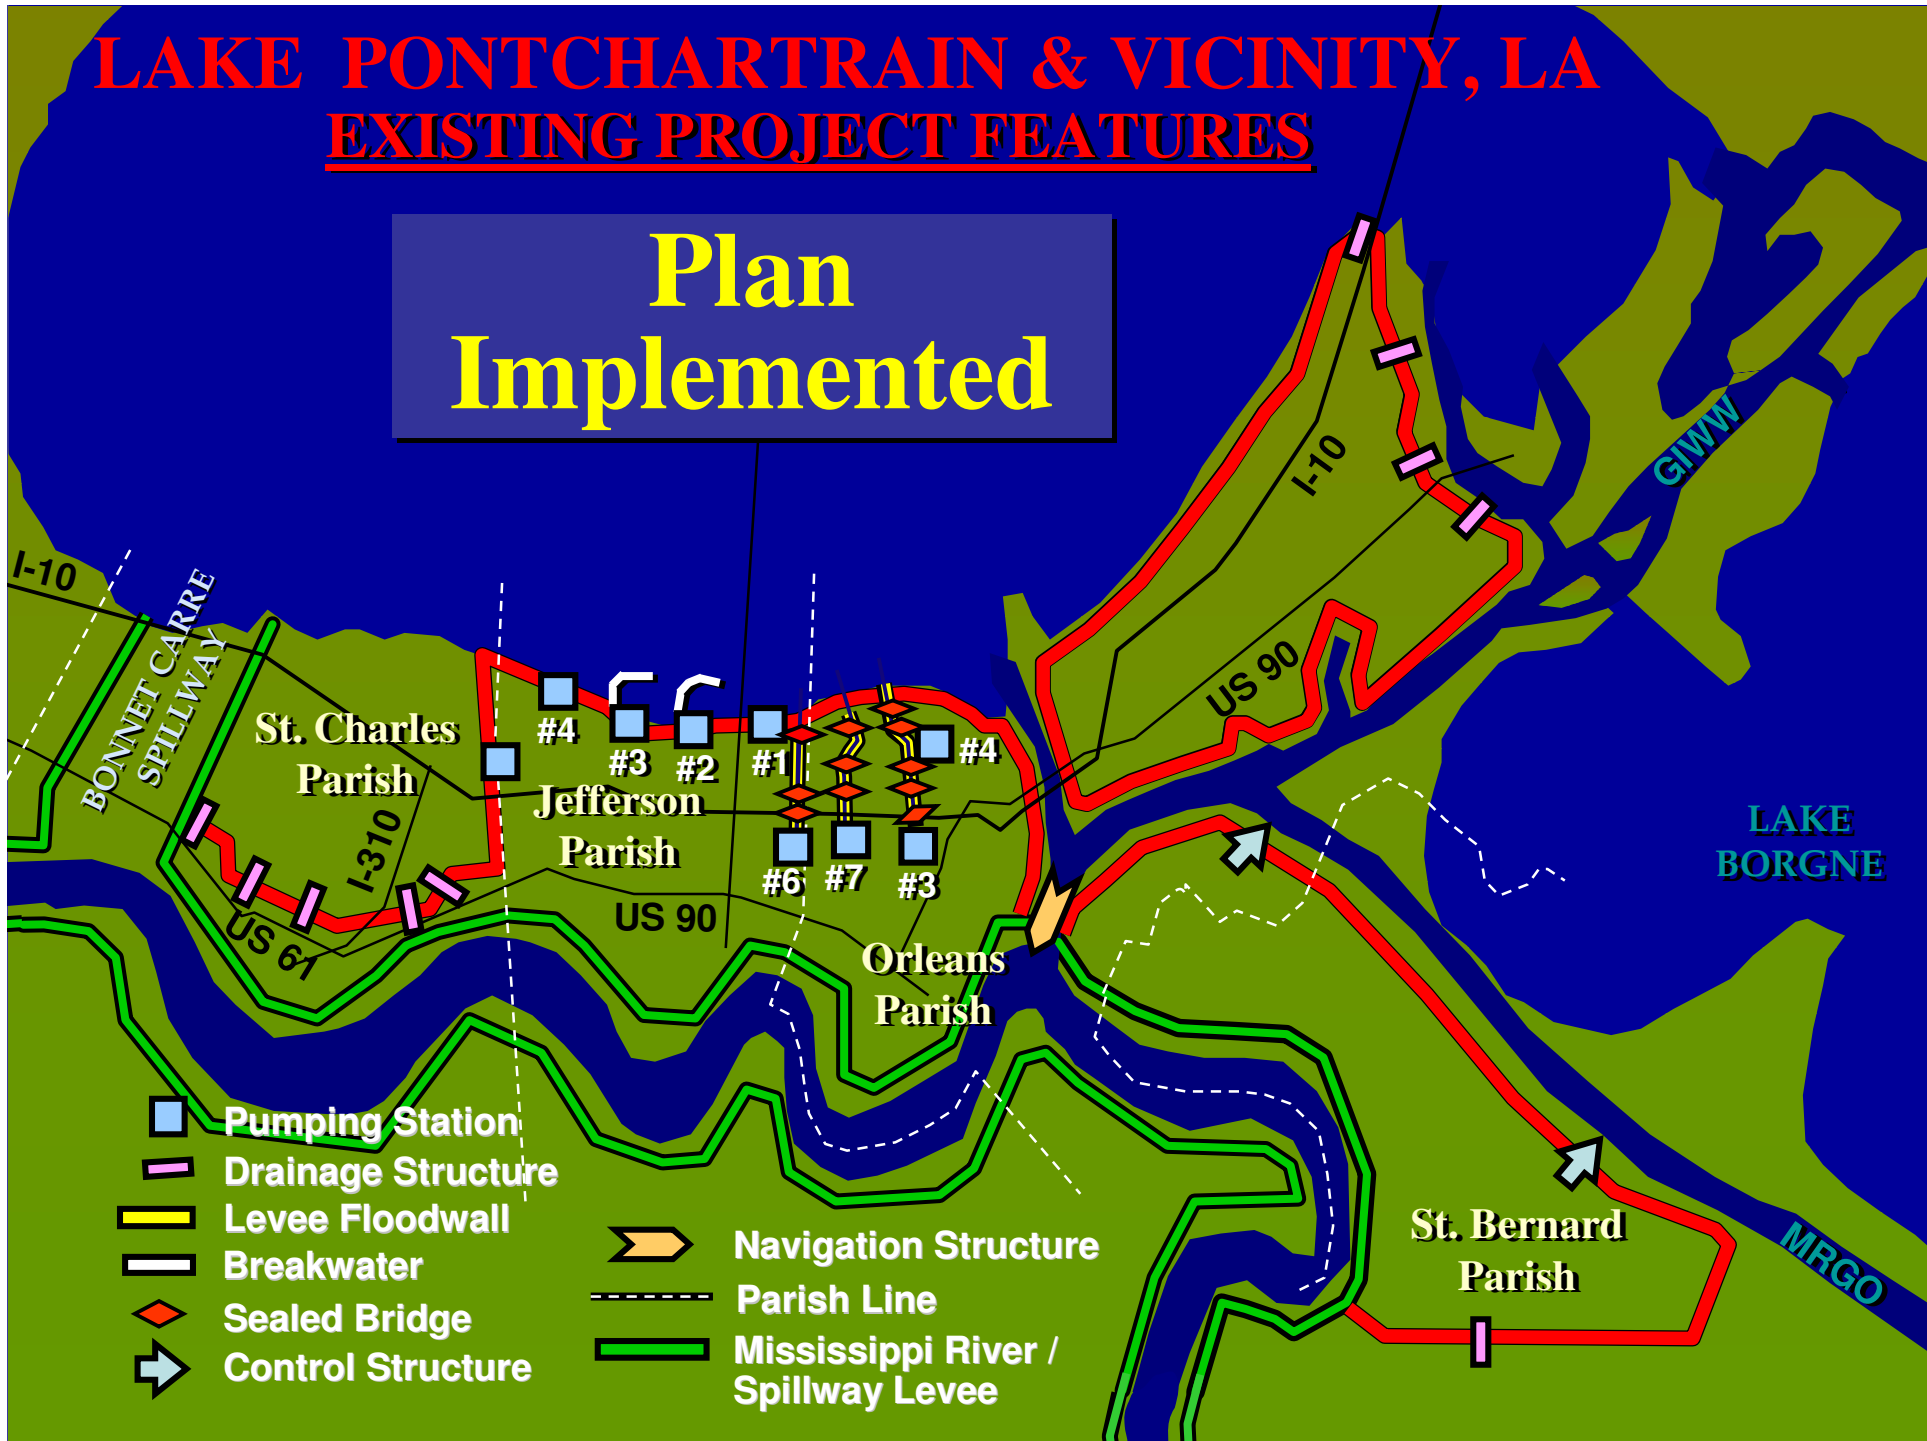 LAKE PONTCHARTRAIN & VICINITY, LA
EXISTING PROJECT FEATURES
Plan
Implemented
I-10
GIWW
I-10
BONNET CARRE
SPILLWAY
US 90
St. Charles
Parish
#4
#3
#2
#1
#4
Jefferson
Parish
I-310
#6
#7
#3
LAKE
BORGNE
US 61
US 90
Orleans
Parish
Pumping Station
Drainage Structure
Levee Floodwall
Breakwater
Sealed Bridge
Control Structure
Navigation Structure
Parish Line
Mississippi River /
Spillway Levee
St. Bernard
Parish
MRGO